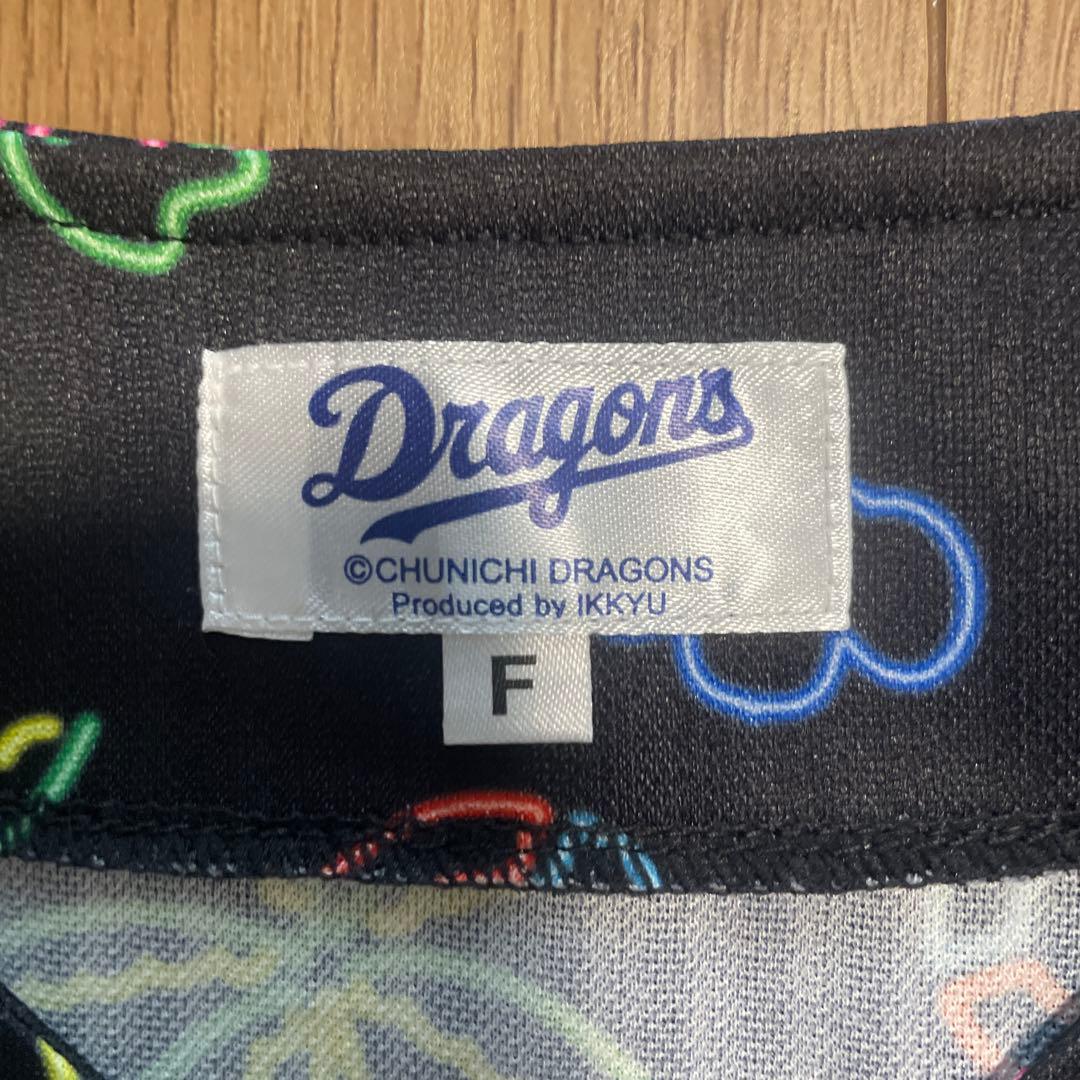 Dragons
©CHUNICHI DRAGONS
Produced by IKKYU
F